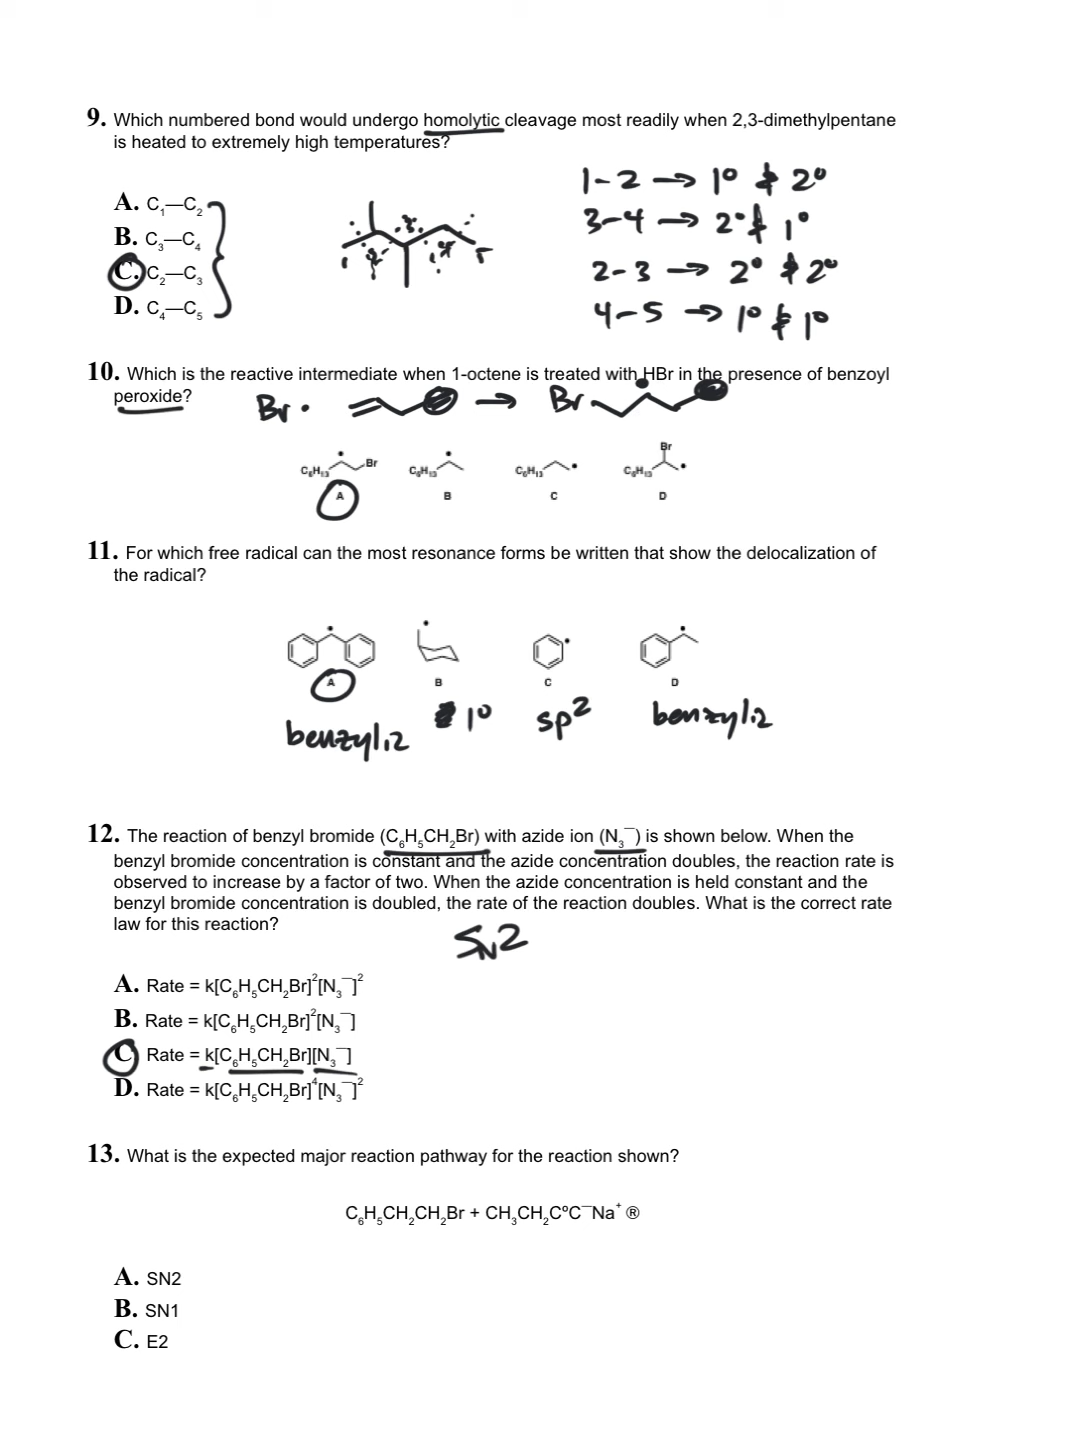 9. Which numbered bond would undergo homolytic cleavage most readily when 2,3-dimethylpentane
is heated to extremely high temperatures?
1-2 → 1° & 2°
A. C₁—C₂
3-4 → 2° & 1°
B. C₃—C₄
C. C₂—C₃
2-3 → 2° & 2°
D. C₄—C₅
4-5 → 1° & 1°
1 2 3 4 5
10. Which is the reactive intermediate when 1-octene is treated with HBr in the presence of benzoyl
peroxide?
Br• → Br
C₆H₁₃ Br C₆H₁₃ C₆H₁₃ C₆H₁₃ Br
A B C D
11. For which free radical can the most resonance forms be written that show the delocalization of
the radical?
A B C D
benzylic 1° sp² benzylic
12. The reaction of benzyl bromide (C₆H₅CH₂Br) with azide ion (N₃¯) is shown below. When the
benzyl bromide concentration is constant and the azide concentration doubles, the reaction rate is
observed to increase by a factor of two. When the azide concentration is held constant and the
benzyl bromide concentration is doubled, the rate of the reaction doubles. What is the correct rate
law for this reaction?
SN2
A. Rate = k[C₆H₅CH₂Br]²[N₃¯]²
B. Rate = k[C₆H₅CH₂Br]²[N₃¯]
C Rate = k[C₆H₅CH₂Br][N₃¯]
D. Rate = k[C₆H₅CH₂Br]⁴[N₃¯]²
13. What is the expected major reaction pathway for the reaction shown?
C₆H₅CH₂CH₂Br + CH₃CH₂CºC¯Na⁺ ®
A. SN2
B. SN1
C. E2